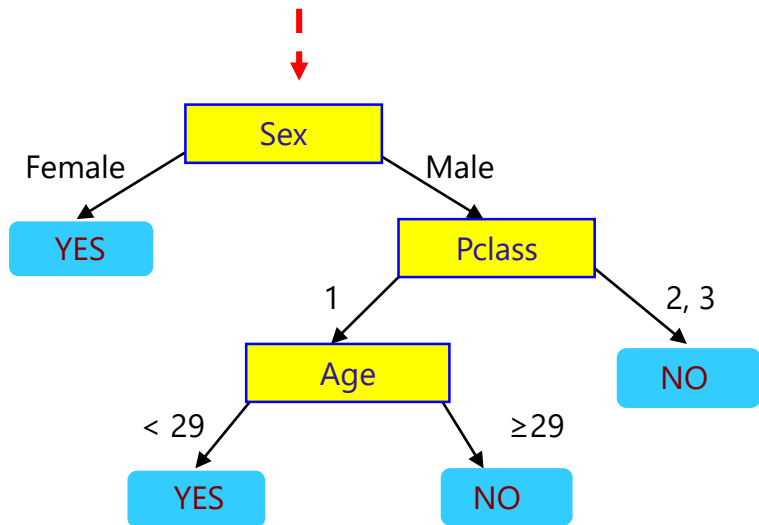 Sex
Female
Male
YES
Pclass
1
2, 3
Age
NO
< 29
≥29
YES
NO